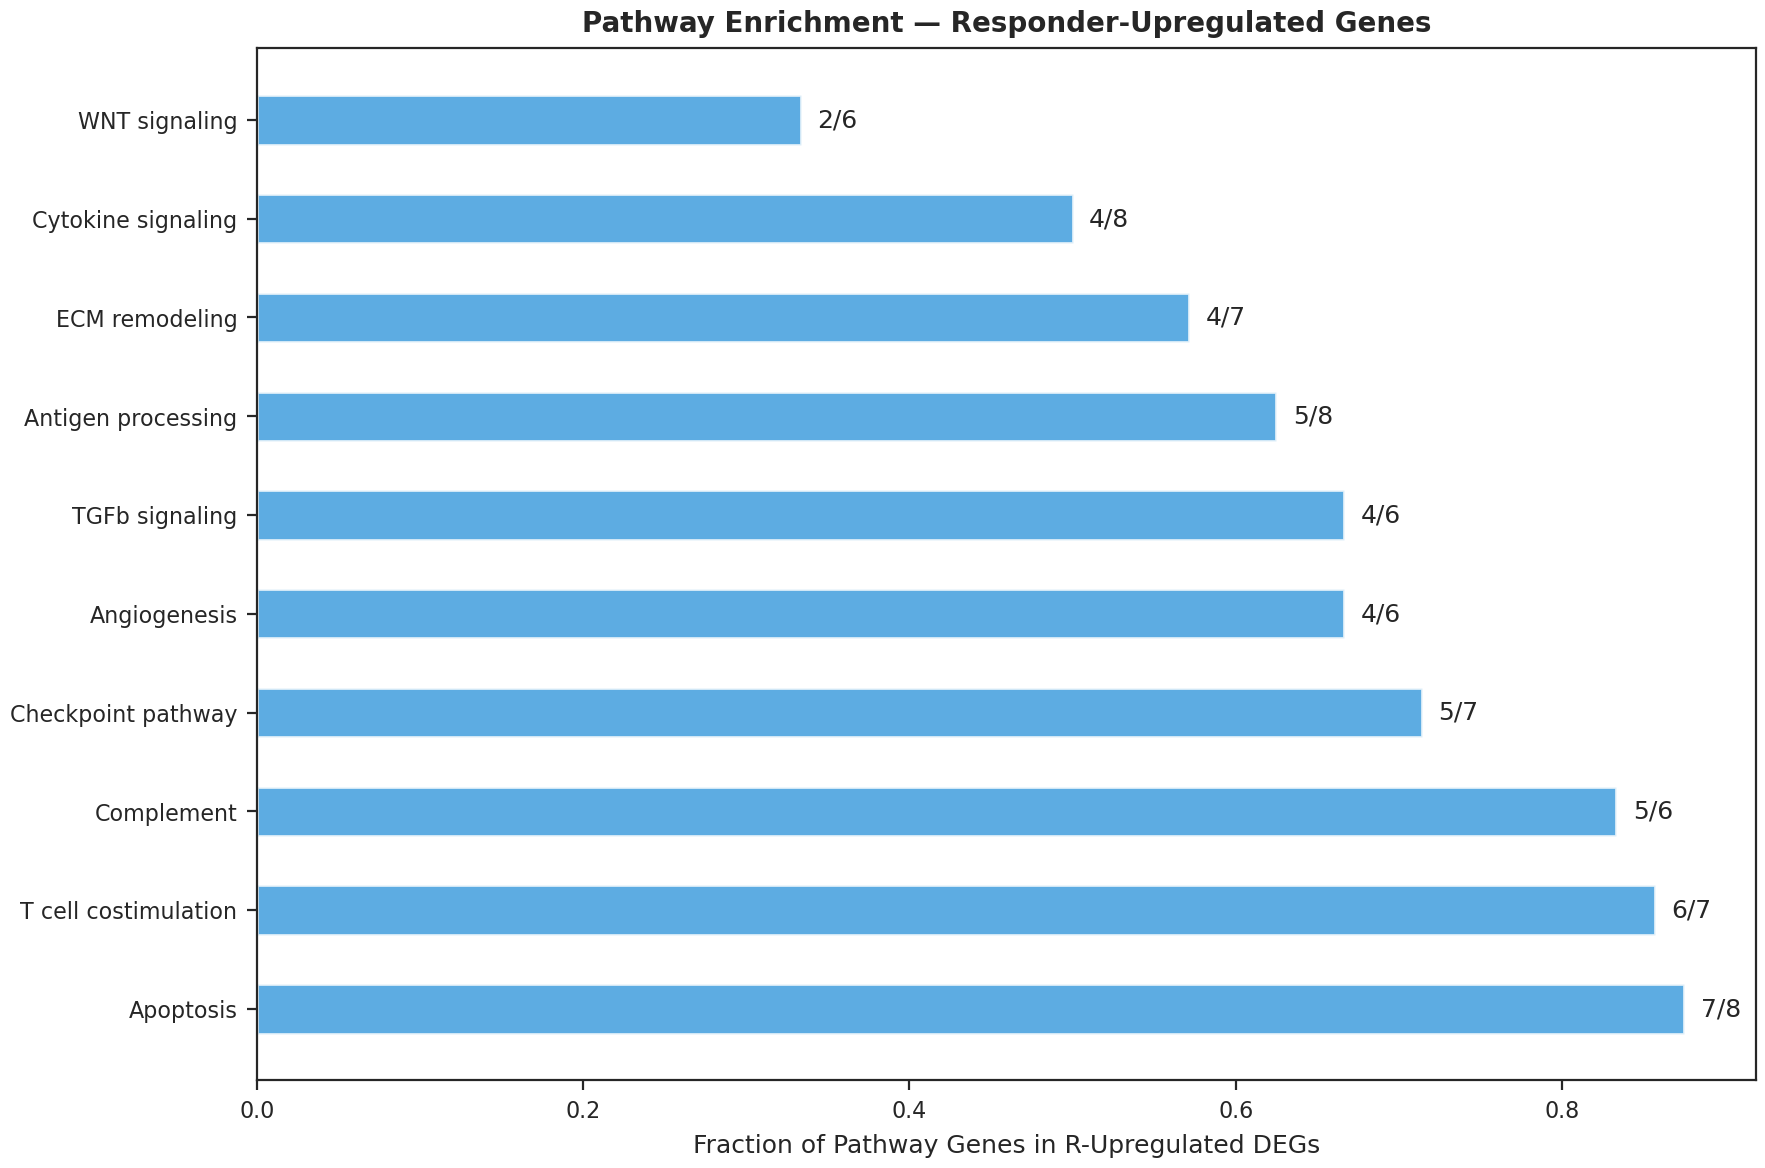 Pathway Enrichment — Responder-Upregulated Genes
WNT signaling 2/6
Cytokine signaling 4/8
ECM remodeling 4/7
Antigen processing 5/8
TGFb signaling 4/6
Angiogenesis 4/6
Checkpoint pathway 5/7
Complement 5/6
T cell costimulation 6/7
Apoptosis 7/8
0.0 0.2 0.4 0.6 0.8
Fraction of Pathway Genes in R-Upregulated DEGs